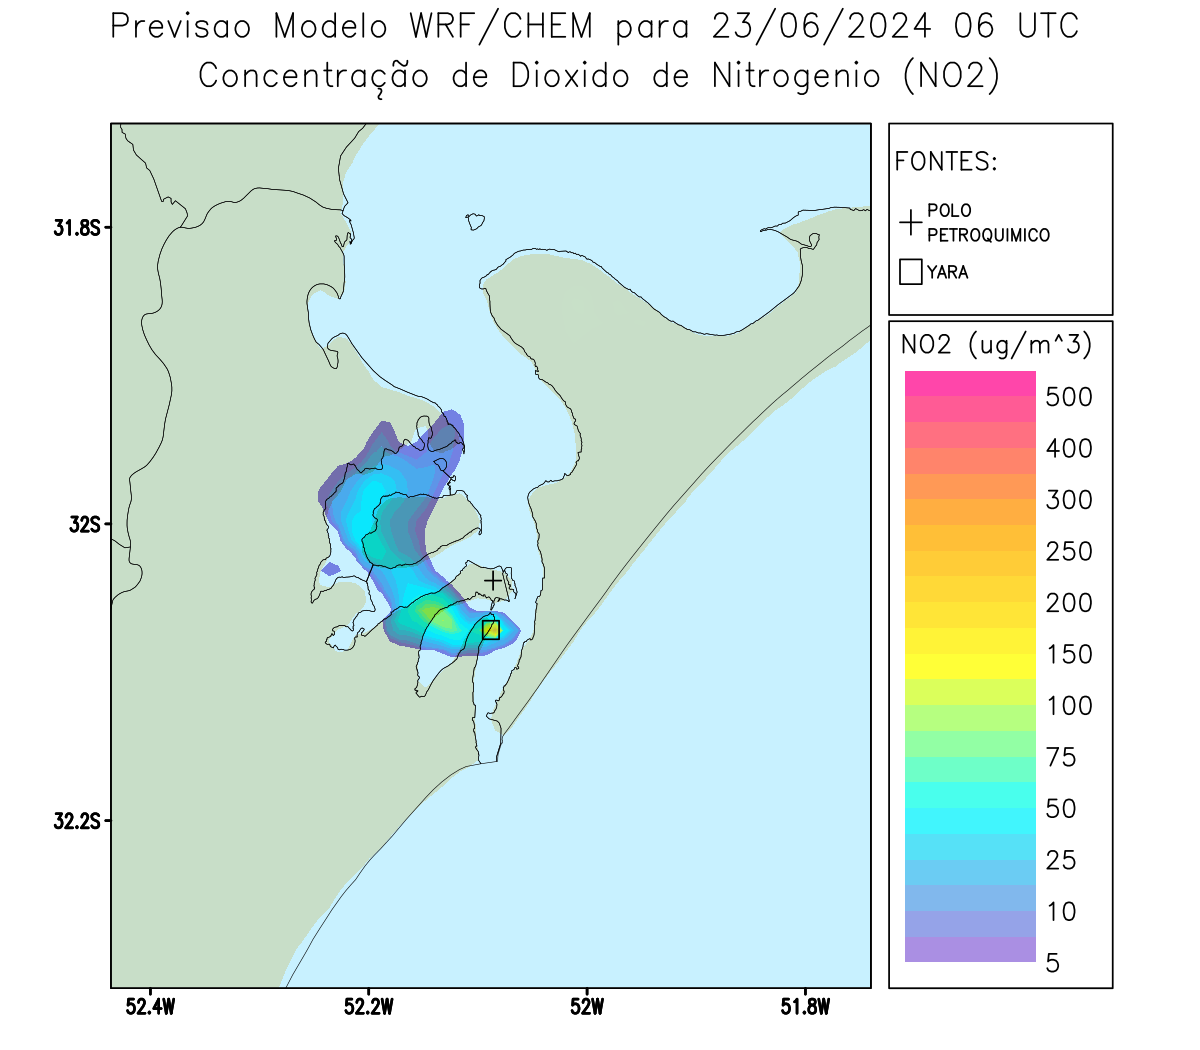 Previsao Modelo WRF/CHEM para 23/06/2024 06 UTC
Concentração de Dioxido de Nitrogenio (NO2)
FONTES:
POLO
PETROQUIMICO
YARA
NO2 (ug/m^3)
500
400
300
250
200
150
100
75
50
25
10
5
31.8S
32S
32.2S
52.4W
52.2W
52W
51.8W